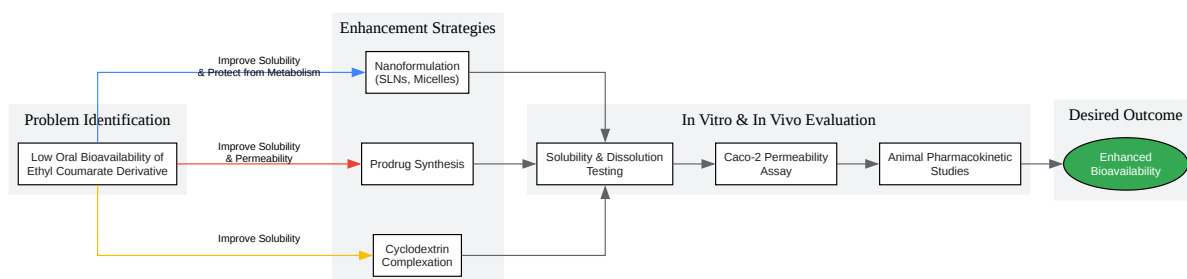 Enhancement Strategies
Improve Solubility
& Protect from Metabolism
Nanoformulation
(SLNs, Micelles)
Problem Identification
In Vitro & In Vivo Evaluation
Desired Outcome
Low Oral Bioavailability of
Ethyl Coumarate Derivative
Improve Solubility
& Permeability
Prodrug Synthesis
Solubility & Dissolution
Testing
Caco-2 Permeability
Assay
Animal Pharmacokinetic
Studies
Enhanced
Bioavailability
Improve Solubility
Cyclodextrin
Complexation